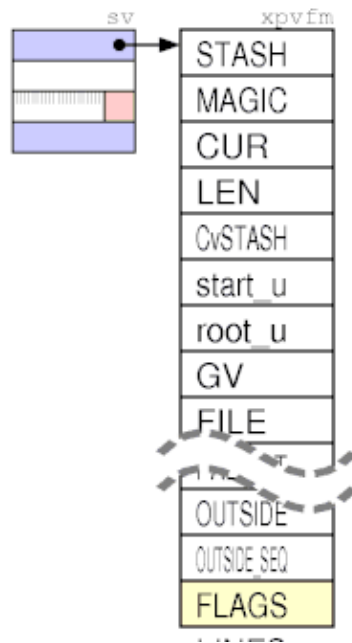 sv
xpvfm
STASH
MAGIC
CUR
LEN
CvSTASH
start_u
root_u
GV
FILE
OUTSIDE
OUTSIDE_SEQ
FLAGS